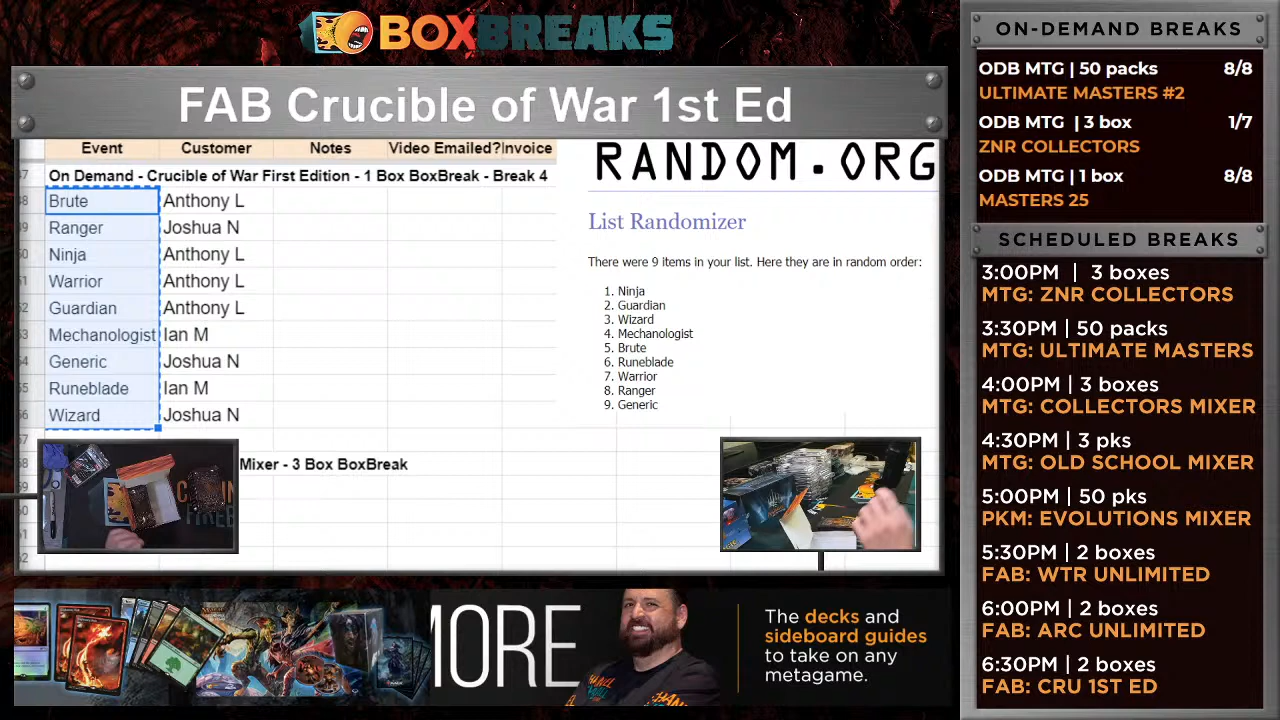 BOXBREAKS
FAB Crucible of War 1st Ed
Event Customer Notes Video Emailed? Invoice
On Demand - Crucible of War First Edition - 1 Box BoxBreak - Break 4
Brute Anthony L
Ranger Joshua N
Ninja Anthony L
Warrior Anthony L
Guardian Anthony L
Mechanologist Ian M
Generic Joshua N
Runeblade Ian M
Wizard Joshua N
Mixer - 3 Box BoxBreak
RANDOM.ORG
List Randomizer
There were 9 items in your list. Here they are in random order:
1. Ninja
2. Guardian
3. Wizard
4. Mechanologist
5. Brute
6. Runeblade
7. Warrior
8. Ranger
9. Generic
MORE
The decks and
sideboard guides
to take on any
metagame.
ON-DEMAND BREAKS
ODB MTG | 50 packs 8/8
ULTIMATE MASTERS #2
ODB MTG | 3 box 1/7
ZNR COLLECTORS
ODB MTG | 1 box 8/8
MASTERS 25
SCHEDULED BREAKS
3:00PM | 3 boxes
MTG: ZNR COLLECTORS
3:30PM | 50 packs
MTG: ULTIMATE MASTERS
4:00PM | 3 boxes
MTG: COLLECTORS MIXER
4:30PM | 3 pks
MTG: OLD SCHOOL MIXER
5:00PM | 50 pks
PKM: EVOLUTIONS MIXER
5:30PM | 2 boxes
FAB: WTR UNLIMITED
6:00PM | 2 boxes
FAB: ARC UNLIMITED
6:30PM | 2 boxes
FAB: CRU 1ST ED